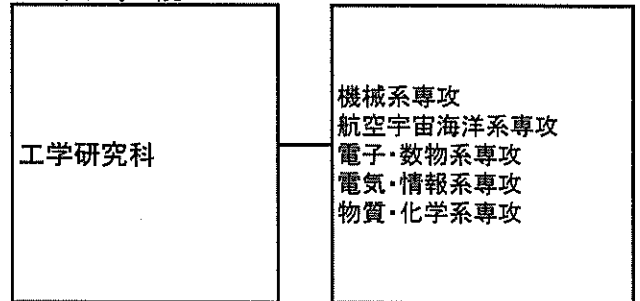 工学研究科
機械系専攻
航空宇宙海洋系専攻
電子・数物系専攻
電気・情報系専攻
物質・化学系専攻